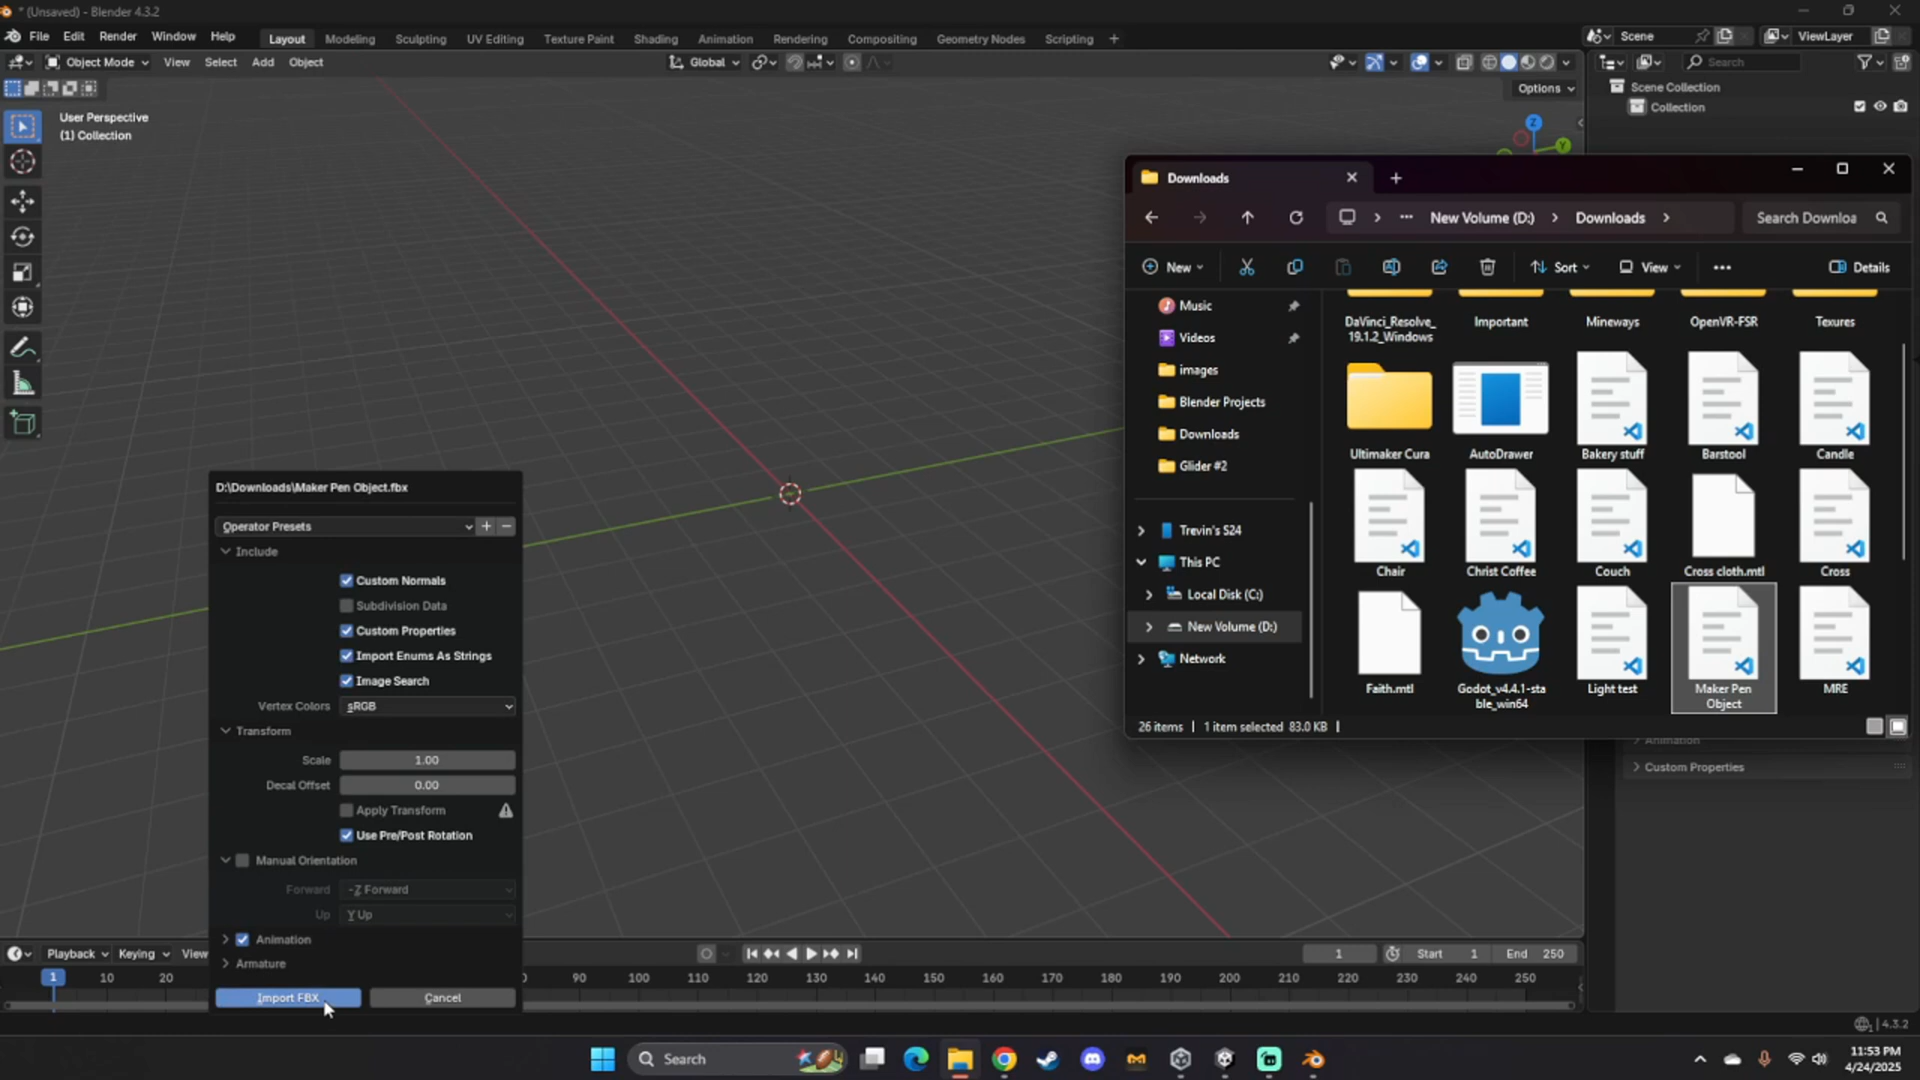 * (Unsaved) - Blender 4.3.2
File Edit Render Window Help
Layout Modeling Sculpting UV Editing Texture Paint Shading Animation Rendering Compositing Geometry Nodes Scripting +
Scene
ViewLayer
Object Mode View Select Add Object
Global
Search
Options
Scene Collection
Collection
User Perspective
(1) Collection
Z
Y
Downloads
New Volume (D:) > Downloads >
Search Downloa
New
Sort
View
Details
Music
Videos
images
Blender Projects
Downloads
Glider #2
Trevin's S24
This PC
Local Disk (C:)
New Volume (D:)
Network
DaVinci_Resolve_
19.1.2_Windows
Important
Mineways
OpenVR-FSR
Texures
Ultimaker Cura
AutoDrawer
Bakery stuff
Barstool
Candle
Chair
Christ Coffee
Couch
Cross cloth.mtl
Cross
Faith.mtl
Godot_v4.4.1-sta
ble_win64
Light test
Maker Pen
Object
MRE
26 items | 1 item selected 83.0 KB |
Animation
Custom Properties
D:\Downloads\Maker Pen Object.fbx
Operator Presets
Include
Custom Normals
Subdivision Data
Custom Properties
Import Enums As Strings
Image Search
Vertex Colors sRGB
Transform
Scale 1.00
Decal Offset 0.00
Apply Transform
Use Pre/Post Rotation
Manual Orientation
Forward -Z Forward
Up Y Up
Animation
Armature
Import FBX Cancel
Playback Keying View
1 Start 1 End 250
1 10 20 80 90 100 110 120 130 140 150 160 170 180 190 200 210 220 230 240 250
4.3.2
Search
11:53 PM
4/24/2025